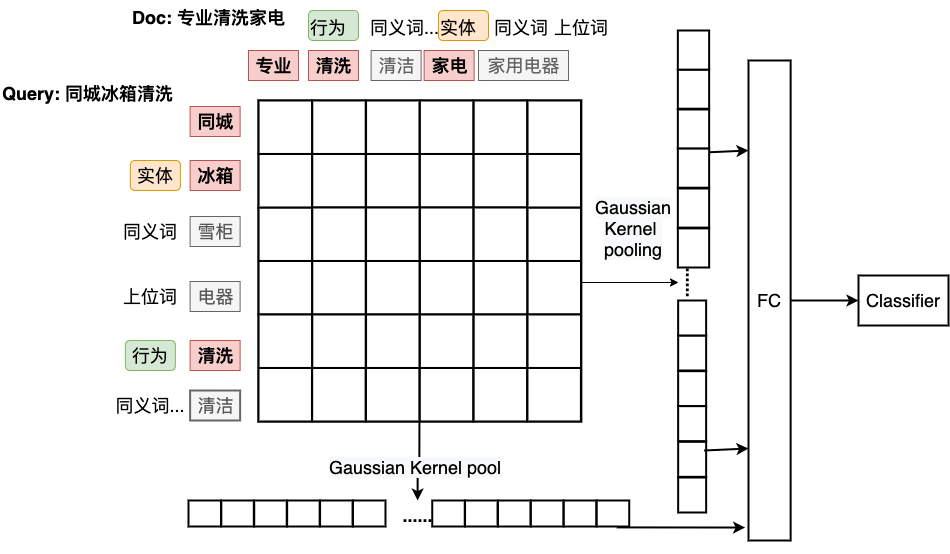 Doc: 专业清洗家电
行为 同义词... 实体 同义词 上位词
专业 清洗 清洁 家电 家用电器
Query: 同城冰箱清洗
同城
实体 冰箱
同义词 雪柜
上位词 电器
行为 清洗
同义词... 清洁
Gaussian
Kernel
pooling
FC
Classifier
Gaussian Kernel pool
......